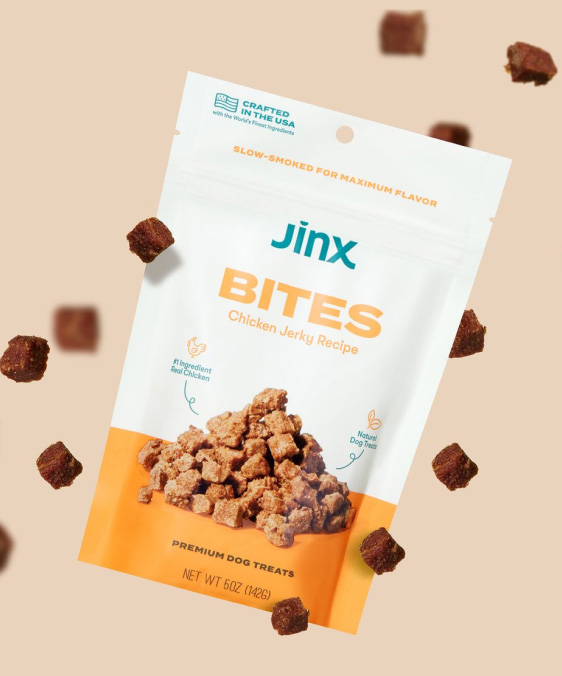 CRAFTED
IN THE USA
with the World's Finest Ingredients
SLOW-SMOKED FOR MAXIMUM FLAVOR
Jinx
BITES
Chicken Jerky Recipe
#1 Ingredient
Real Chicken
Natural
Dog Treats
PREMIUM DOG TREATS
NET WT 5OZ (142G)